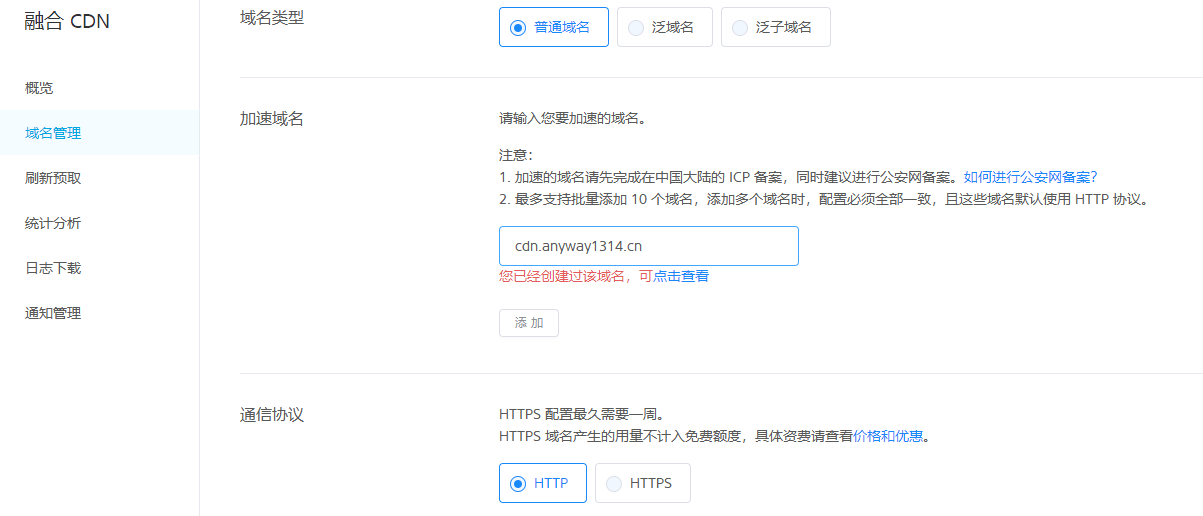 融合 CDN
概览
域名管理
刷新预取
统计分析
日志下载
通知管理
域名类型
普通域名
泛域名
泛子域名
加速域名
请输入您要加速的域名。
注意：
1. 加速的域名请先完成在中国大陆的 ICP 备案，同时建议进行公安网备案。如何进行公安网备案?
2. 最多支持批量添加 10 个域名，添加多个域名时，配置必须全部一致，且这些域名默认使用 HTTP 协议。
cdn.anyway1314.cn
您已经创建过该域名，可点击查看
添 加
通信协议
HTTPS 配置最久需要一周。
HTTPS 域名产生的用量不计入免费额度，具体资费请查看价格和优惠。
HTTP
HTTPS